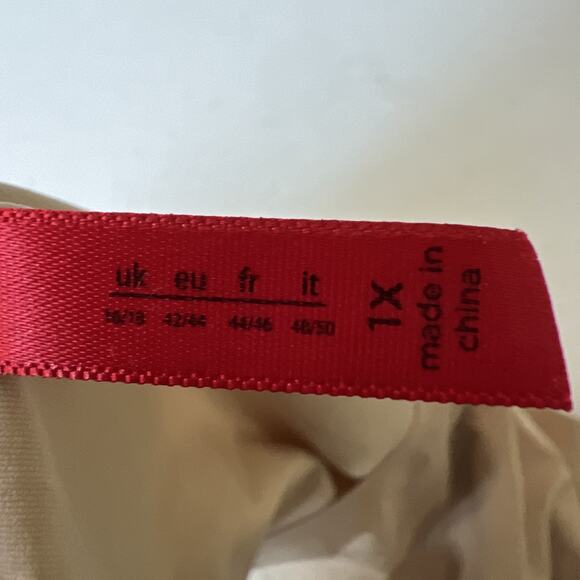 uk eu fr it
16/18 42/44 44/46 48/50
1X
made in
china